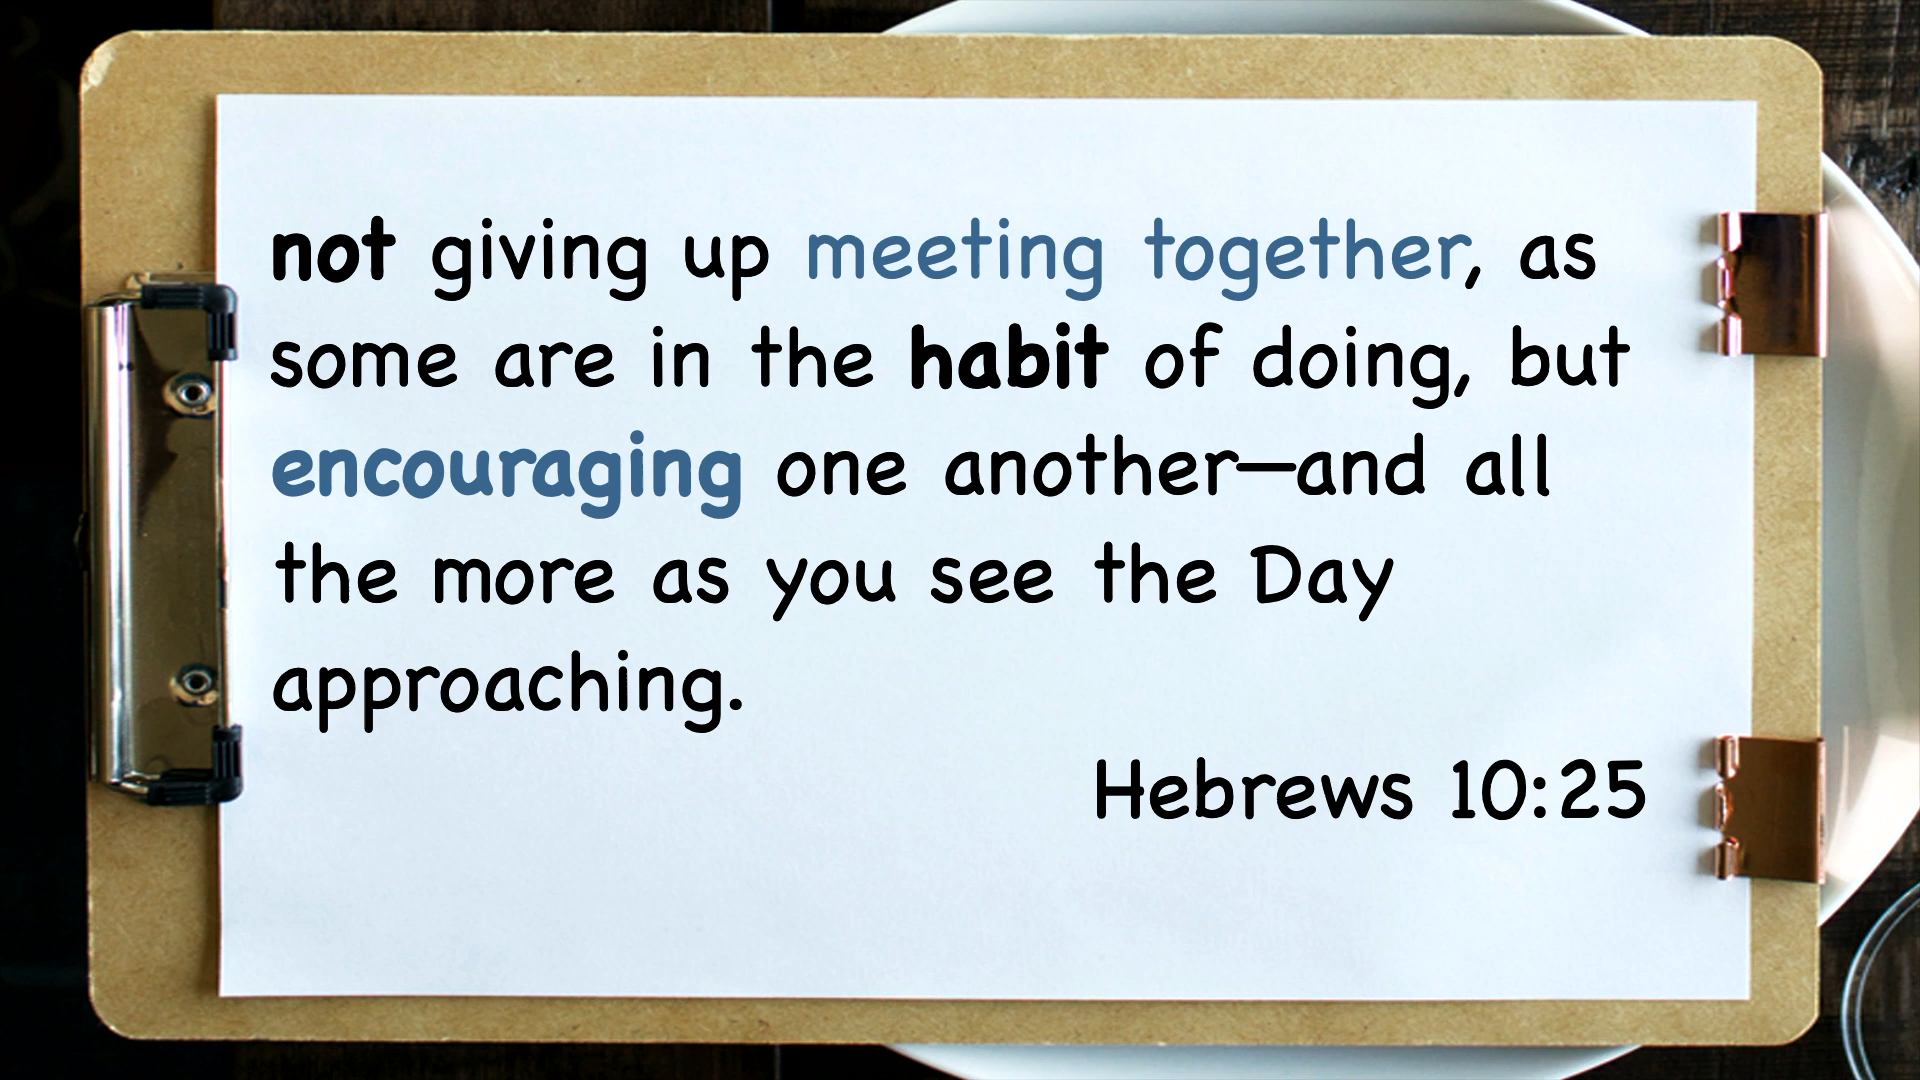 not giving up meeting together, as
some are in the habit of doing, but
encouraging one another—and all
the more as you see the Day
approaching.
Hebrews 10:25